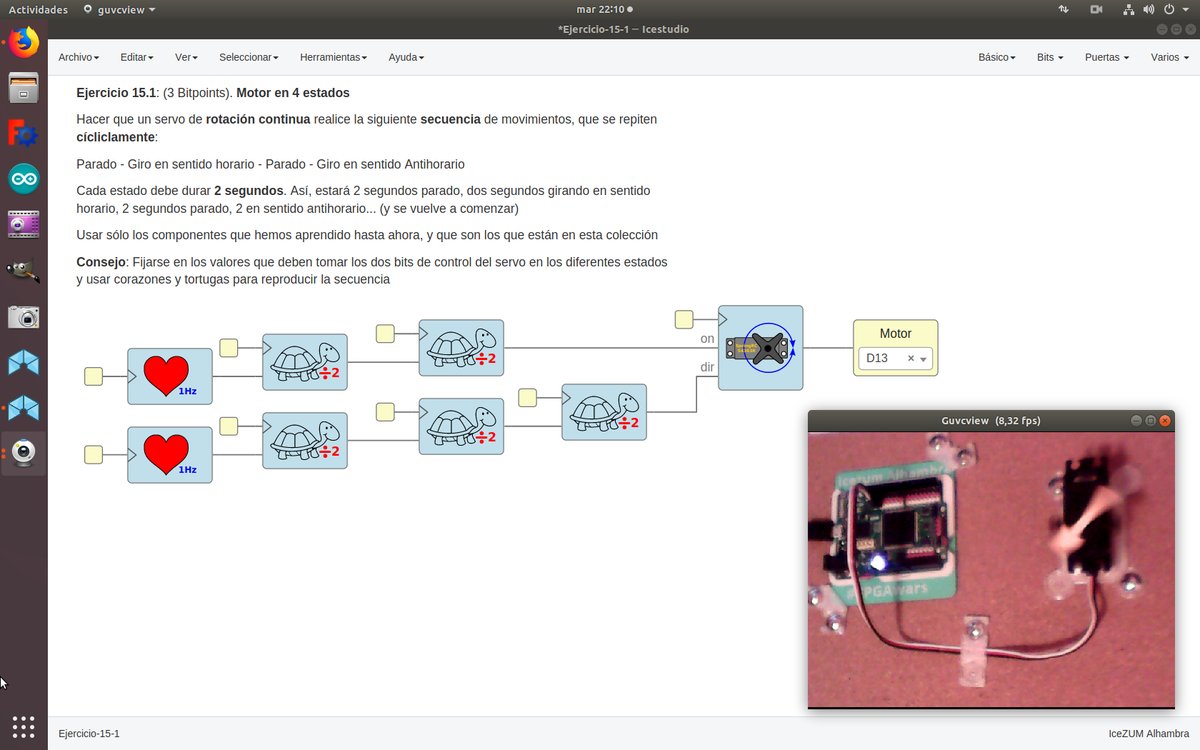 Actividades guvcview mar 22:10
*Ejercicio-15-1 – Icestudio
Archivo Editar Ver Seleccionar Herramientas Ayuda Básico Bits Puertas Varios
Ejercicio 15.1: (3 Bitpoints). Motor en 4 estados
Hacer que un servo de rotación continua realice la siguiente secuencia de movimientos, que se repiten
cícliclamente:
Parado - Giro en sentido horario - Parado - Giro en sentido Antihorario
Cada estado debe durar 2 segundos. Así, estará 2 segundos parado, dos segundos girando en sentido
horario, 2 segundos parado, 2 en sentido antihorario... (y se vuelve a comenzar)
Usar sólo los componentes que hemos aprendido hasta ahora, y que son los que están en esta colección
Consejo: Fijarse en los valores que deben tomar los dos bits de control del servo en los diferentes estados
y usar corazones y tortugas para reproducir la secuencia
1Hz
÷2
÷2
on
dir
Motor
D13
1Hz
÷2
÷2
÷2
Guvcview (8,32 fps)
Icezum Alhambra
Ejercicio-15-1
IceZUM Alhambra